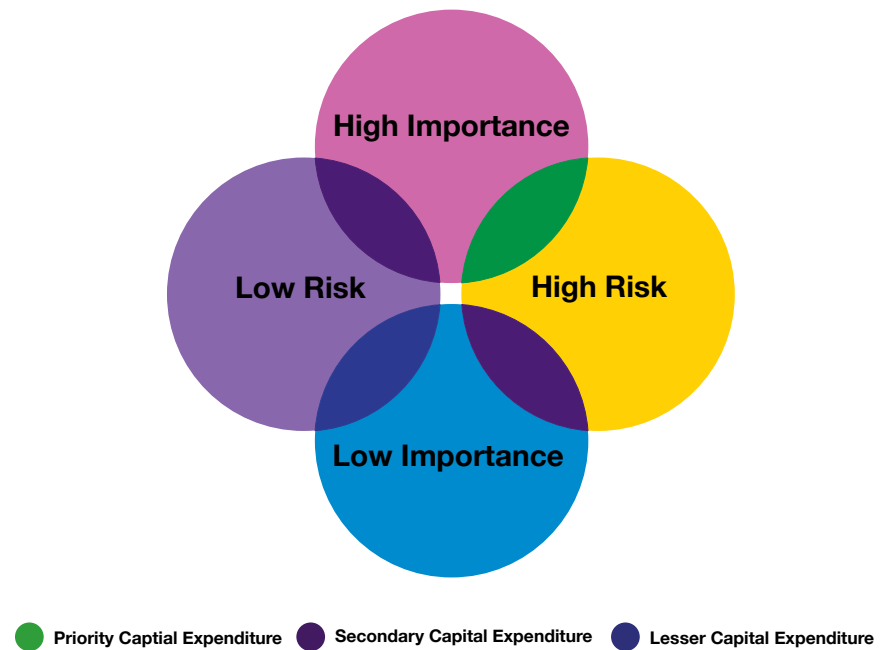 High Importance
Low Risk
High Risk
Low Importance
Priority Captial Expenditure
Secondary Capital Expenditure
Lesser Capital Expenditure